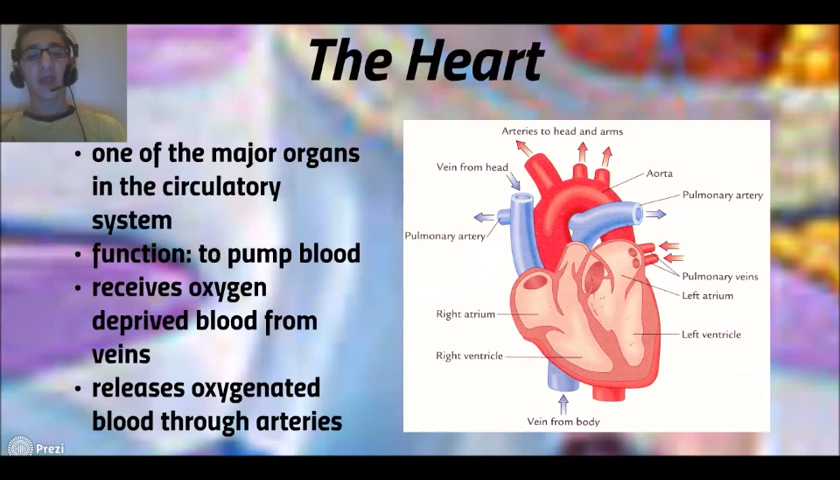 The Heart
• one of the major organs
in the circulatory
system
• function: to pump blood
• receives oxygen
deprived blood from
veins
• releases oxygenated
blood through arteries
Arteries to head and arms
Vein from head
Aorta
Pulmonary artery
Pulmonary artery
Pulmonary veins
Left atrium
Right atrium
Left ventricle
Right ventricle
Vein from body
Prezi